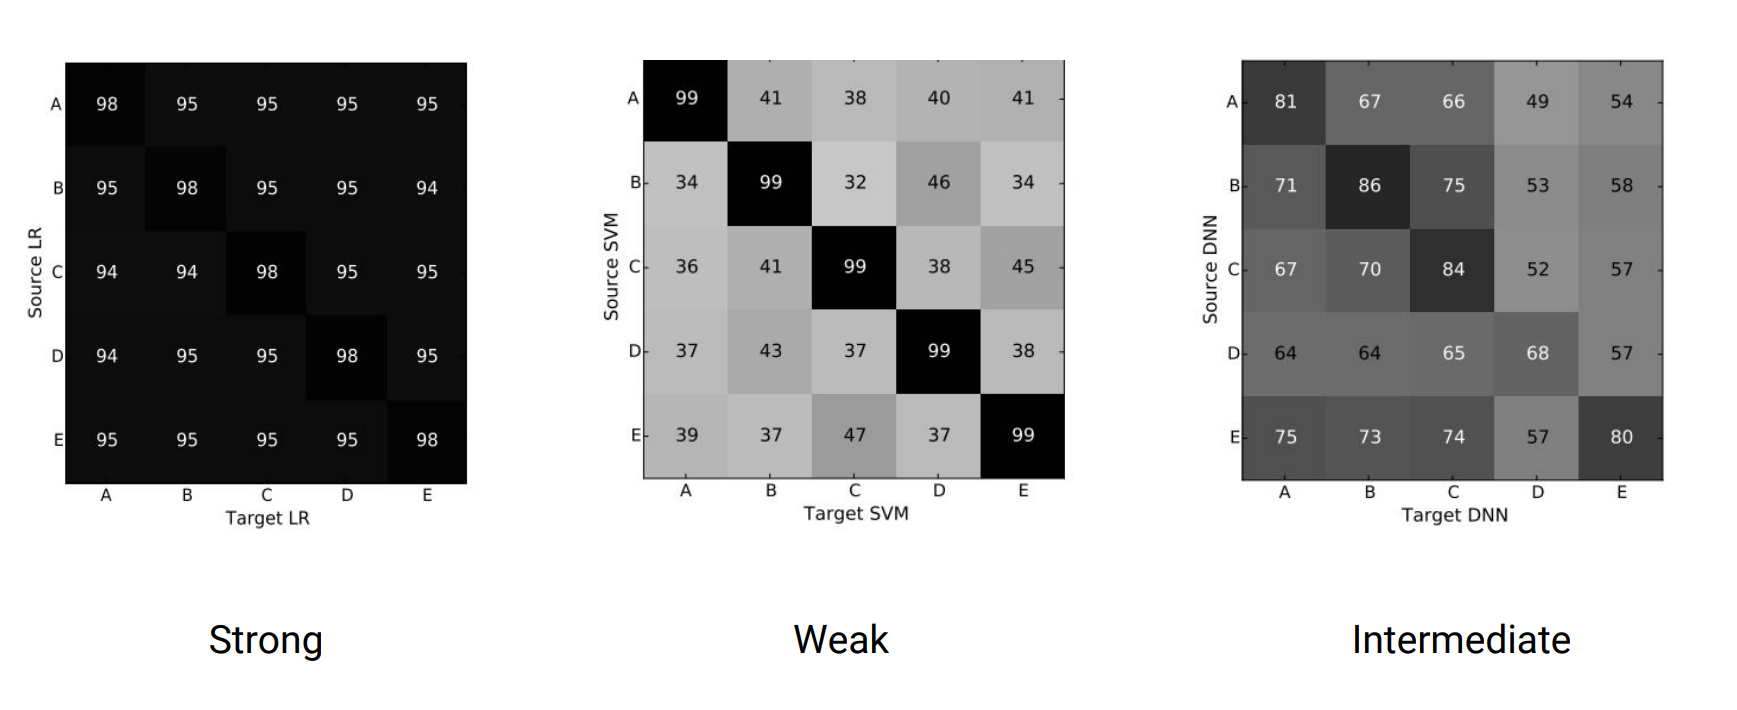 A 98 95 95 95 95
B 95 98 95 95 94
C 94 94 98 95 95
D 94 95 95 98 95
E 95 95 95 95 98
A B C D E
Source LR
Target LR
Strong
A 99 41 38 40 41
B 34 99 32 46 34
C 36 41 99 38 45
D 37 43 37 99 38
E 39 37 47 37 99
A B C D E
Source SVM
Target SVM
Weak
A 81 67 66 49 54
B 71 86 75 53 58
C 67 70 84 52 57
D 64 64 65 68 57
E 75 73 74 57 80
A B C D E
Source DNN
Target DNN
Intermediate